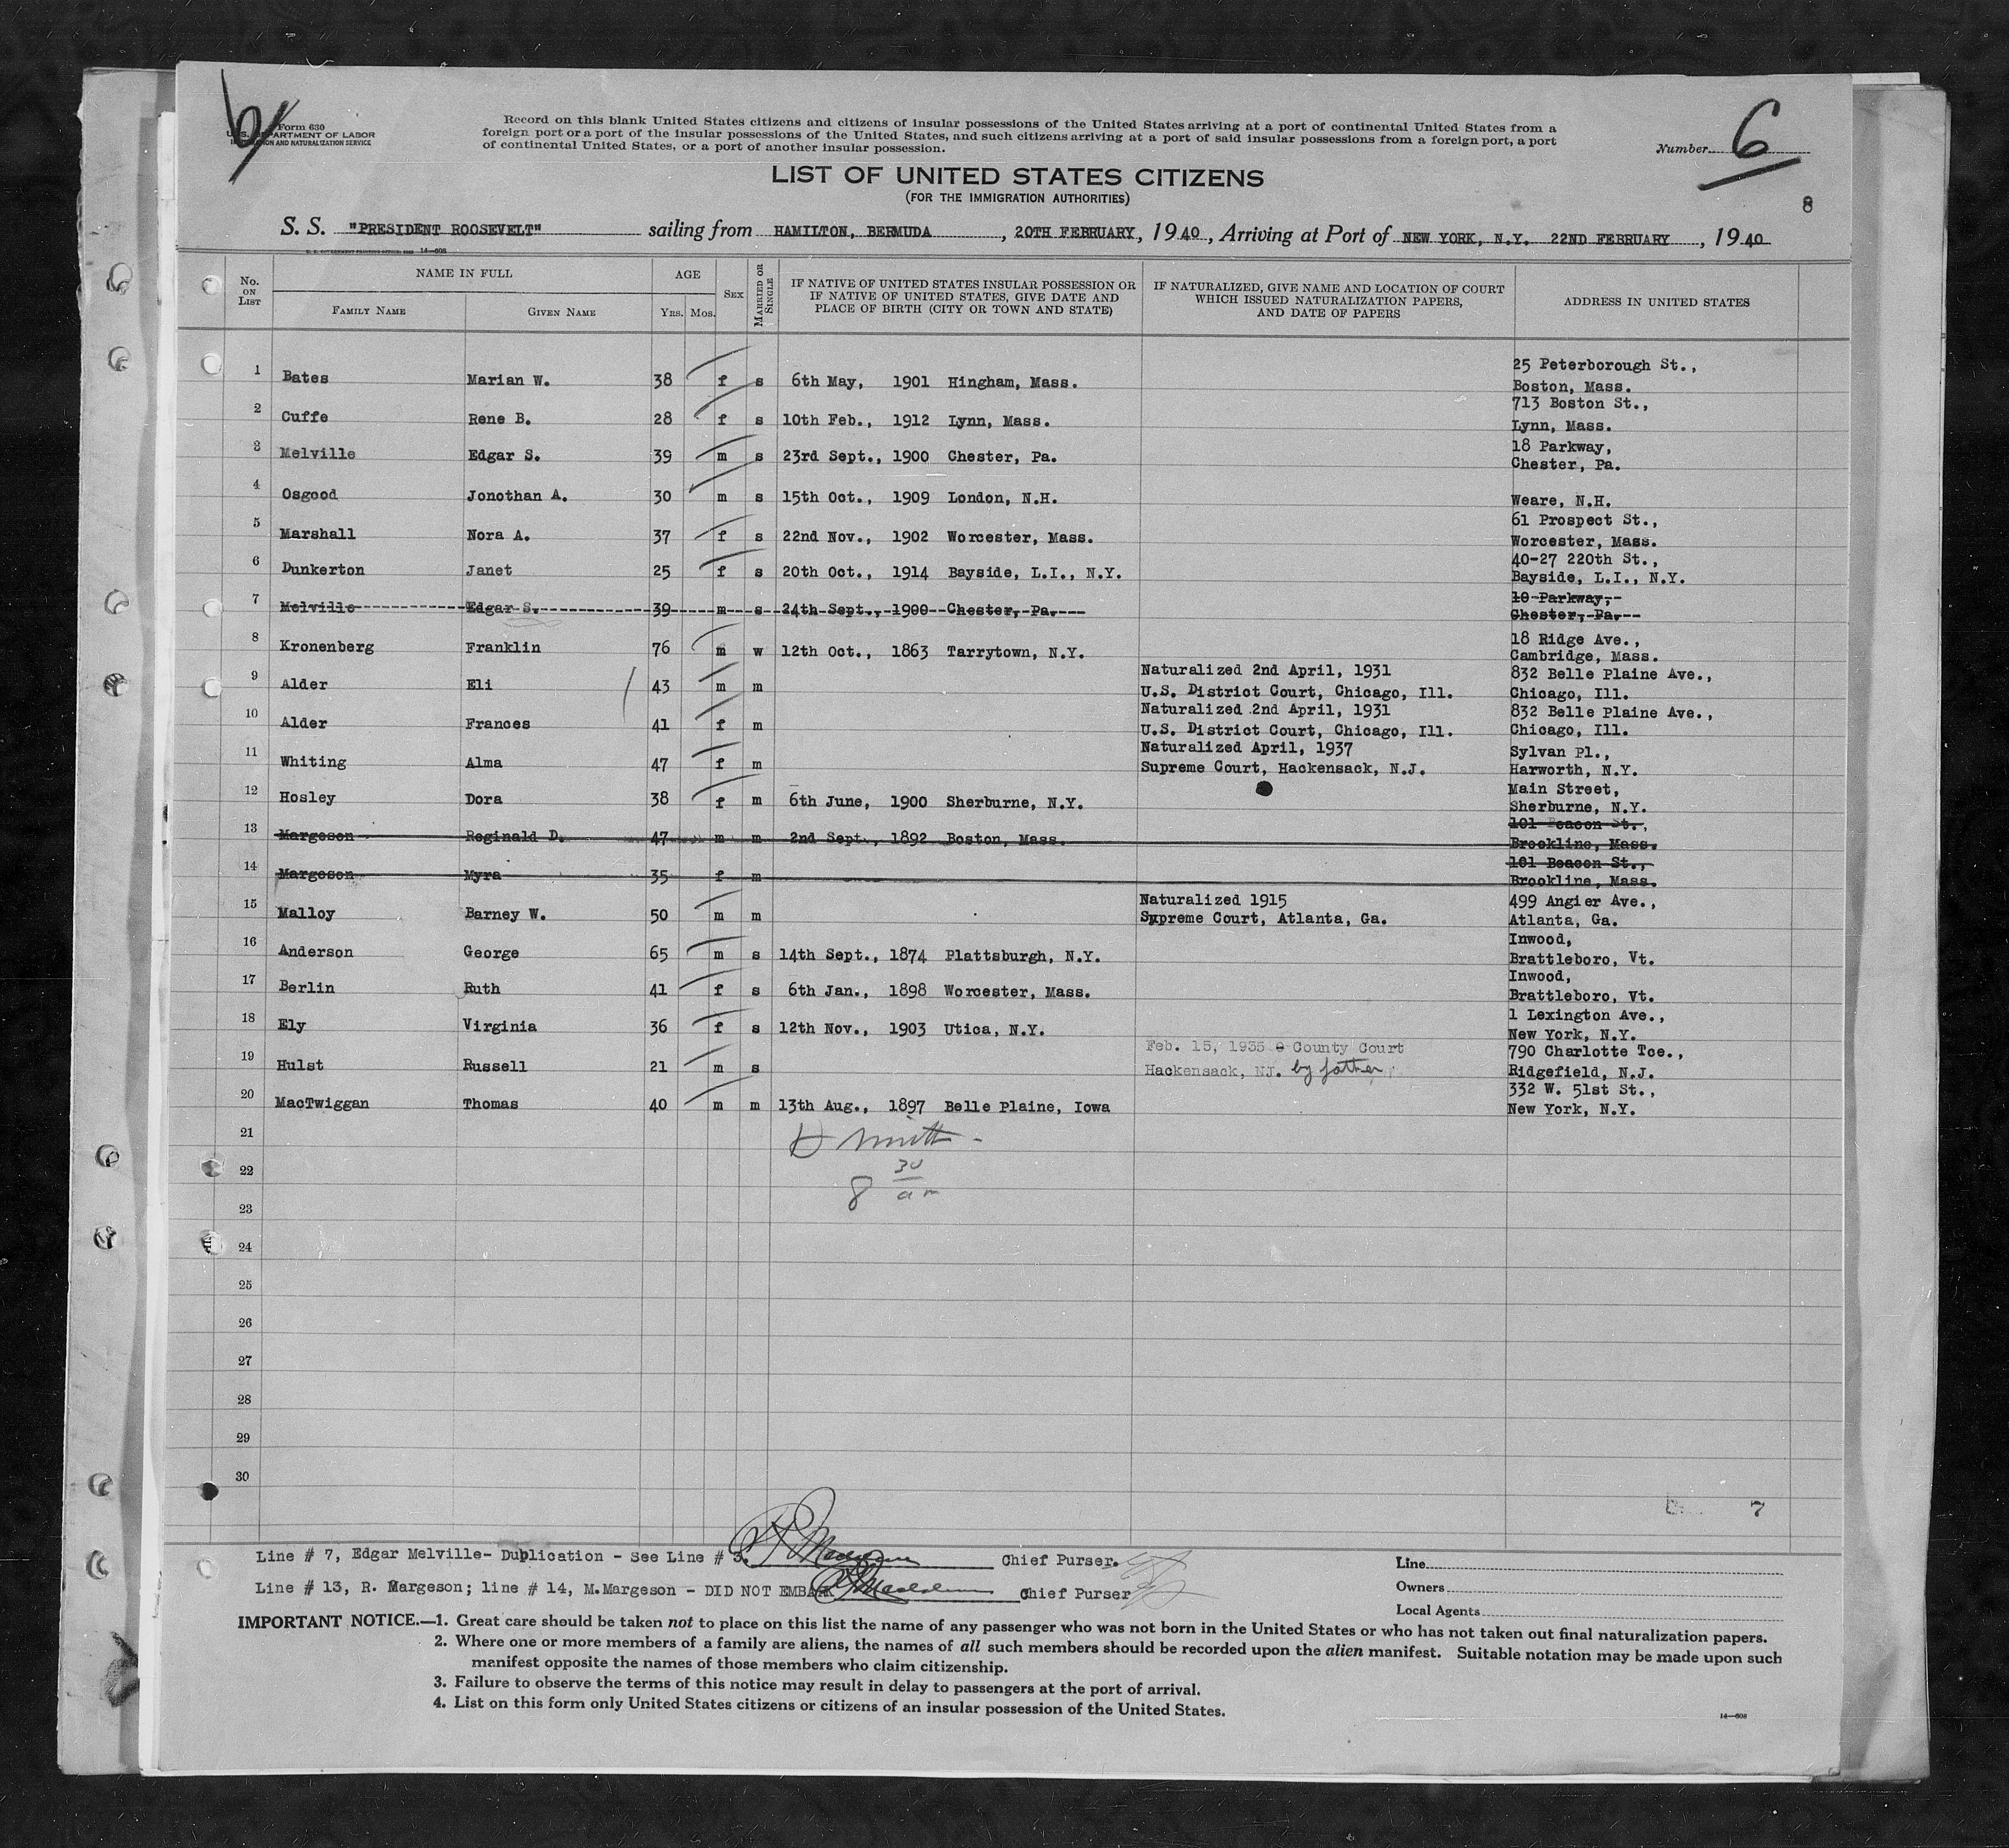 6
Form 630
U.S. DEPARTMENT OF LABOR
IMMIGRATION AND NATURALIZATION SERVICE
Record on this blank United States citizens and citizens of insular possessions of the United States arriving at a port of continental United States from a
foreign port or a port of the insular possessions of the United States, and such citizens arriving at a port of said insular possessions from a foreign port, a port
of continental United States, or a port of another insular possession.
Number 6
LIST OF UNITED STATES CITIZENS
(FOR THE IMMIGRATION AUTHORITIES)
8
S. S. "PRESIDENT ROOSEVELT" sailing from HAMILTON, BERMUDA, 20TH FEBRUARY, 1940, Arriving at Port of NEW YORK, N.Y. 22ND FEBRUARY, 1940
14—608
No. ON LIST NAME IN FULL FAMILY NAME GIVEN NAME AGE YRS. MOS. SEX MARRIED OR SINGLE IF NATIVE OF UNITED STATES INSULAR POSSESSION OR IF NATIVE OF UNITED STATES, GIVE DATE AND PLACE OF BIRTH (CITY OR TOWN AND STATE) IF NATURALIZED, GIVE NAME AND LOCATION OF COURT WHICH ISSUED NATURALIZATION PAPERS, AND DATE OF PAPERS ADDRESS IN UNITED STATES
1 Bates Marian W. 38 f s 6th May, 1901 Hingham, Mass. 25 Peterborough St., Boston, Mass.
2 Cuffe Rene B. 28 f s 10th Feb., 1912 Lynn, Mass. 713 Boston St., Lynn, Mass.
3 Melville Edgar S. 39 m s 23rd Sept., 1900 Chester, Pa. 18 Parkway, Chester, Pa.
4 Osgood Jonothan A. 30 m s 15th Oct., 1909 London, N.H. Weare, N.H.
5 Marshall Nora A. 37 f s 22nd Nov., 1902 Worcester, Mass. 61 Prospect St., Worcester, Mass.
6 Dunkerton Janet 25 f s 20th Oct., 1914 Bayside, L.I., N.Y. 40-27 220th St., Bayside, L.I., N.Y.
7 Melville Edgar S. 39 m s 24th Sept., 1900 Chester, Pa. 18 Parkway, Chester, Pa.
8 Kronenberg Franklin 76 m w 12th Oct., 1863 Tarrytown, N.Y. 18 Ridge Ave., Cambridge, Mass.
9 Alder Eli 43 m m Naturalized 2nd April, 1931 U.S. District Court, Chicago, Ill. 832 Belle Plaine Ave., Chicago, Ill.
10 Alder Frances 41 f m Naturalized 2nd April, 1931 U.S. District Court, Chicago, Ill. 832 Belle Plaine Ave., Chicago, Ill.
11 Whiting Alma 47 f m Naturalized April, 1937 Supreme Court, Hackensack, N.J. Sylvan Pl., Harworth, N.Y.
12 Hosley Dora 38 f m 6th June, 1900 Sherburne, N.Y. Main Street, Sherburne, N.Y.
13 Margeson Reginald D. 47 m m 2nd Sept., 1892 Boston, Mass. 101 Beacon St., Brookline, Mass.
14 Margeson Myra 35 f m 101 Beacon St., Brookline, Mass.
15 Malloy Barney W. 50 m m Naturalized 1915 Supreme Court, Atlanta, Ga. 499 Angier Ave., Atlanta, Ga.
16 Anderson George 65 m s 14th Sept., 1874 Plattsburgh, N.Y. Inwood, Brattleboro, Vt.
17 Berlin Ruth 41 f s 6th Jan., 1898 Worcester, Mass. Inwood, Brattleboro, Vt.
18 Ely Virginia 36 f s 12th Nov., 1903 Utica, N.Y. 1 Lexington Ave., New York, N.Y.
19 Hulst Russell 21 m s Feb. 15, 1935 County Court Hackensack, NJ. by father 790 Charlotte Tce., Ridgefield, N.J.
20 MacTwiggan Thomas 40 m m 13th Aug., 1897 Belle Plaine, Iowa 332 W. 51st St., New York, N.Y.
21 Smith
22 8 30
23
24
25
26
27
28
29
30
7
Line # 7, Edgar Melville- Duplication - See Line # 3. Chief Purser.
Line # 13, R. Margeson; line # 14, M.Margeson - DID NOT EMBARK Chief Purser
Line
Owners
Local Agents
IMPORTANT NOTICE.—1. Great care should be taken not to place on this list the name of any passenger who was not born in the United States or who has not taken out final naturalization papers.
2. Where one or more members of a family are aliens, the names of all such members should be recorded upon the alien manifest. Suitable notation may be made upon such
manifest opposite the names of those members who claim citizenship.
3. Failure to observe the terms of this notice may result in delay to passengers at the port of arrival.
4. List on this form only United States citizens or citizens of an insular possession of the United States.
14—608